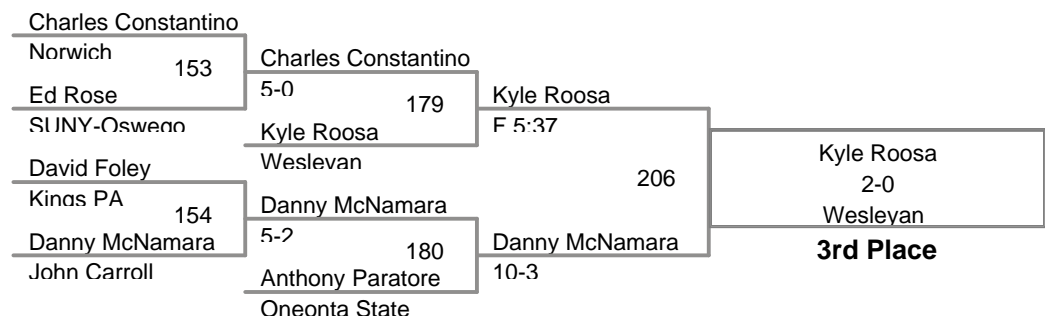 Charles Constantino
Norwich
153
Ed Rose
SUNY-Oswego
David Foley
Kings PA
154
Danny McNamara
John Carroll
Charles Constantino
5-0
179
Kyle Roosa
Wesleyan
Danny McNamara
5-2
180
Anthony Paratore
Oneonta State
Kyle Roosa
F 5:37
206
Danny McNamara
10-3
Kyle Roosa
2-0
Wesleyan
3rd Place